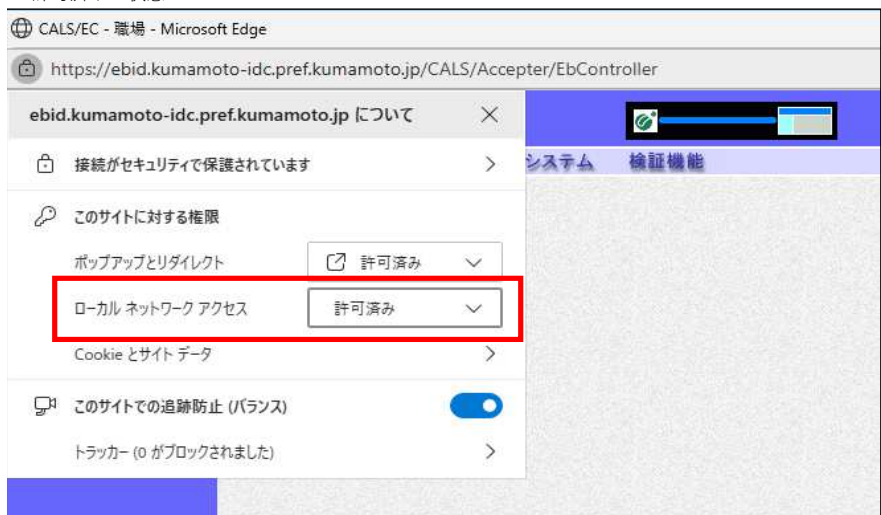 CALS/EC - 職場 - Microsoft Edge
https://ebid.kumamoto-idc.pref.kumamoto.jp/CALS/Accepter/EbController
ebid.kumamoto-idc.pref.kumamoto.jp について
接続がセキュリティで保護されています
システム 検証機能
このサイトに対する権限
ポップアップとリダイレクト 許可済み
ローカル ネットワーク アクセス 許可済み
Cookie とサイト データ
このサイトでの追跡防止 (バランス)
トラッカー (0 がブロックされました)